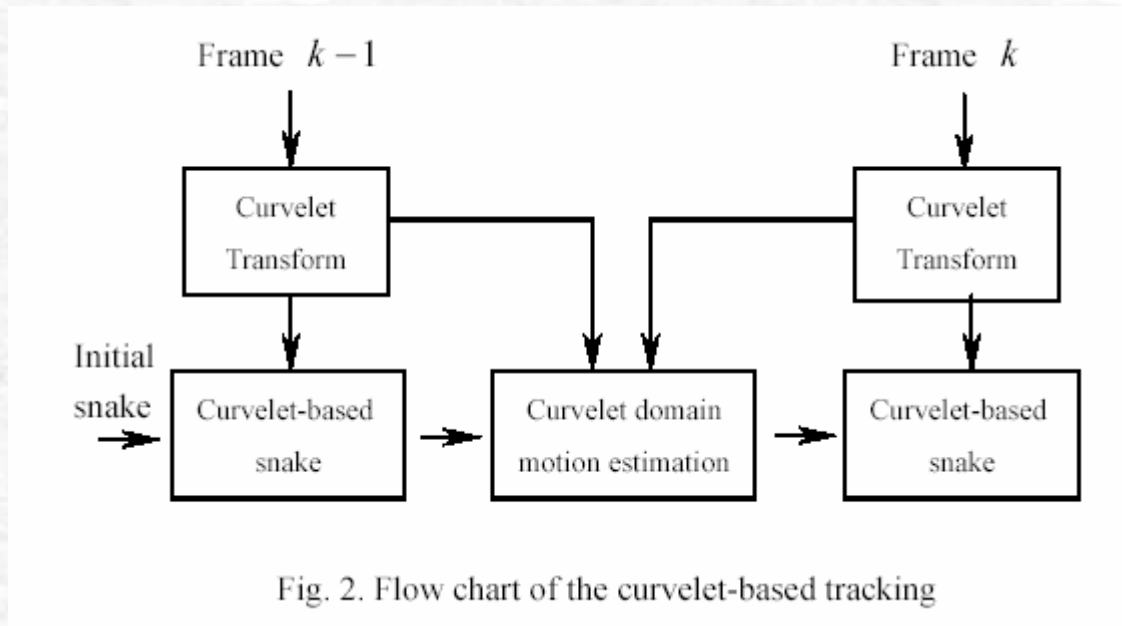 Frame k − 1
Frame k
Curvelet
Transform
Curvelet
Transform
Initial
snake
Curvelet-based
snake
Curvelet domain
motion estimation
Curvelet-based
snake
Fig. 2. Flow chart of the curvelet-based tracking